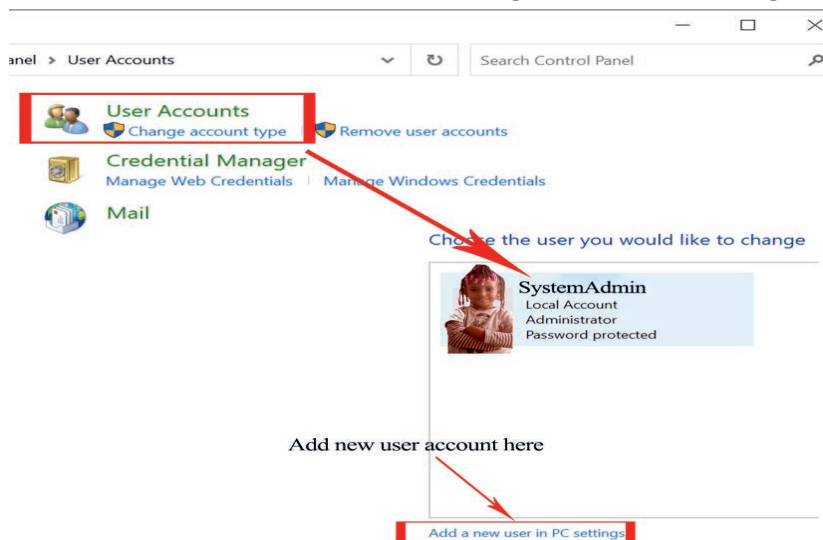 anel > User Accounts
Search Control Panel
User Accounts
Change account type
Remove user accounts
Credential Manager
Manage Web Credentials
Manage Windows Credentials
Mail
Choose the user you would like to change
SystemAdmin
Local Account
Administrator
Password protected
Add new user account here
Add a new user in PC settings